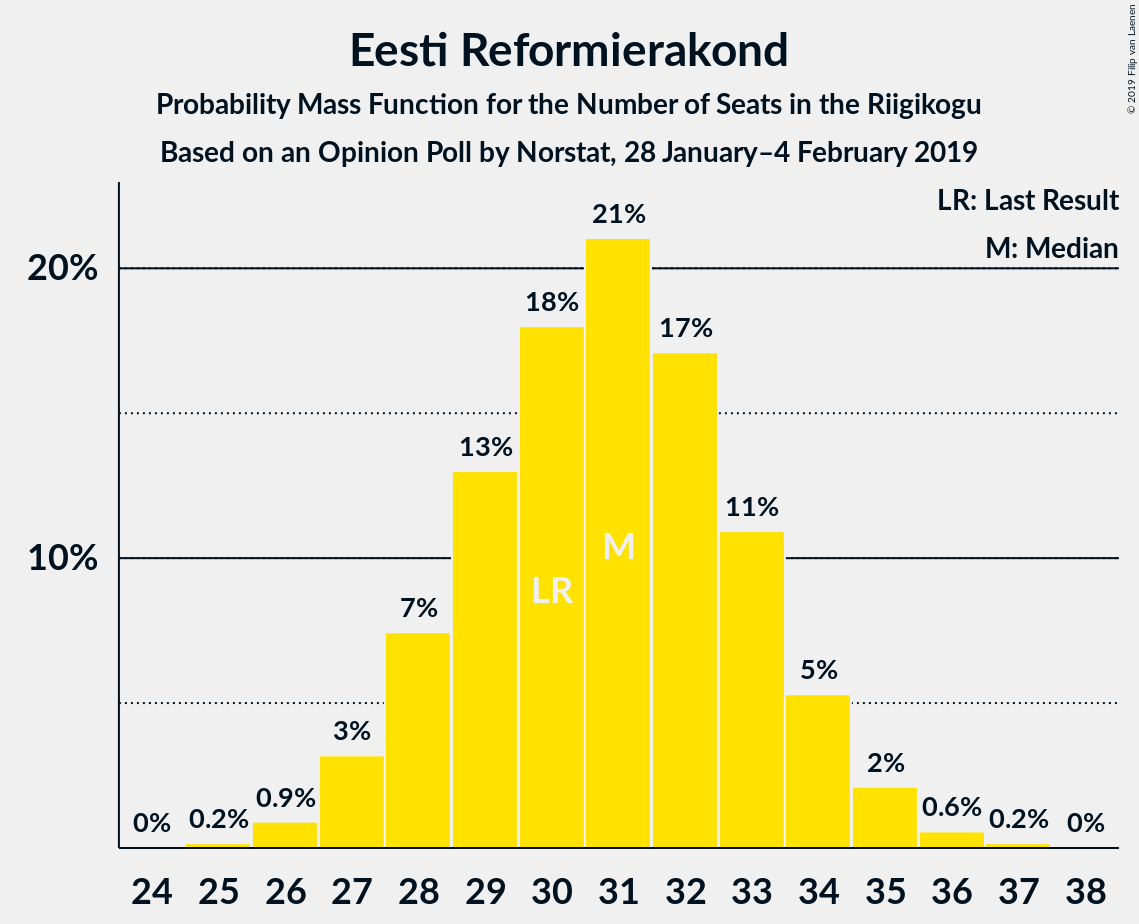 Eesti Reformierakond
Probability Mass Function for the Number of Seats in the Riigikogu
Based on an Opinion Poll by Norstat, 28 January–4 February 2019
© 2019 Filip van Laenen
LR: Last Result
M: Median
20%
10%
0%
0.2%
0.9%
3%
7%
13%
18%
21%
17%
11%
5%
2%
0.6%
0.2%
0%
LR
M
24 25 26 27 28 29 30 31 32 33 34 35 36 37 38